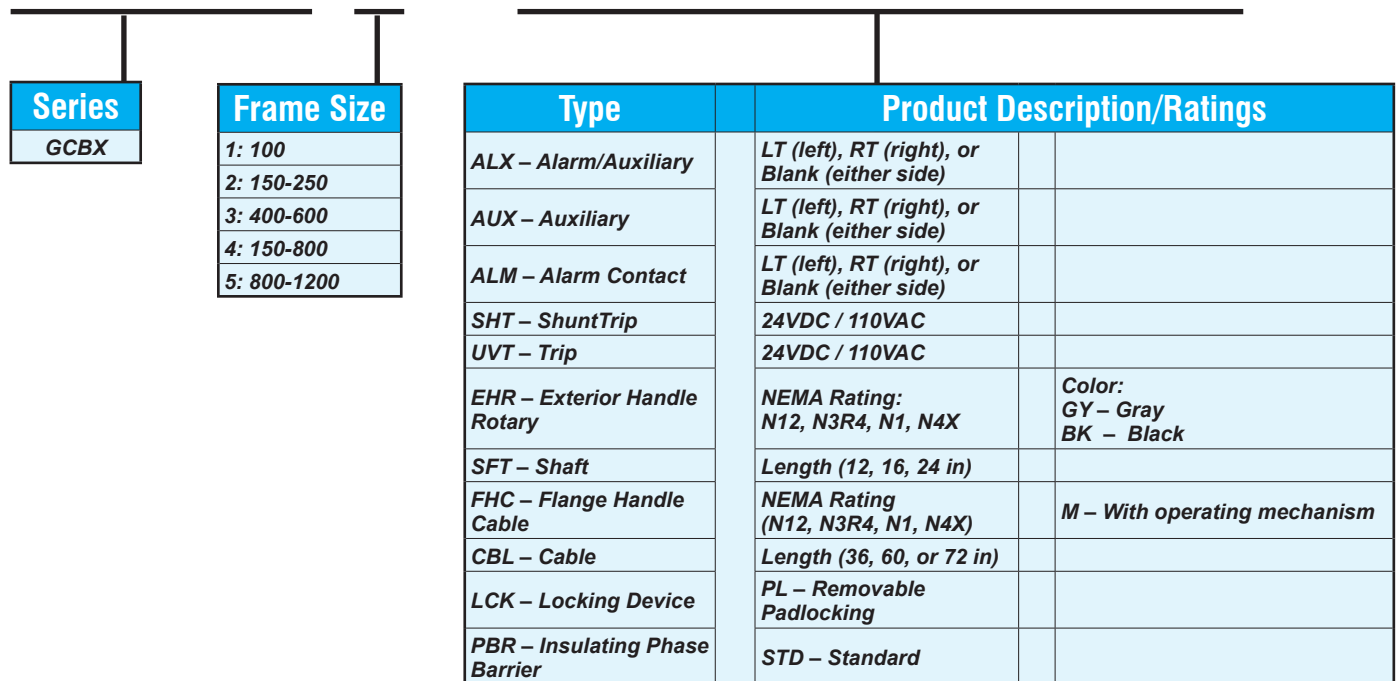 Series
GCBX
Frame Size
1: 100
2: 150-250
3: 400-600
4: 150-800
5: 800-1200
Type
Product Description/Ratings
ALX – Alarm/Auxiliary
LT (left), RT (right), or
Blank (either side)
AUX – Auxiliary
LT (left), RT (right), or
Blank (either side)
ALM – Alarm Contact
LT (left), RT (right), or
Blank (either side)
SHT – ShuntTrip
24VDC / 110VAC
UVT – Trip
24VDC / 110VAC
EHR – Exterior Handle
Rotary
NEMA Rating:
N12, N3R4, N1, N4X
Color:
GY – Gray
BK – Black
SFT – Shaft
Length (12, 16, 24 in)
FHC – Flange Handle
Cable
NEMA Rating
(N12, N3R4, N1, N4X)
M – With operating mechanism
CBL – Cable
Length (36, 60, or 72 in)
LCK – Locking Device
PL – Removable
Padlocking
PBR – Insulating Phase
Barrier
STD – Standard